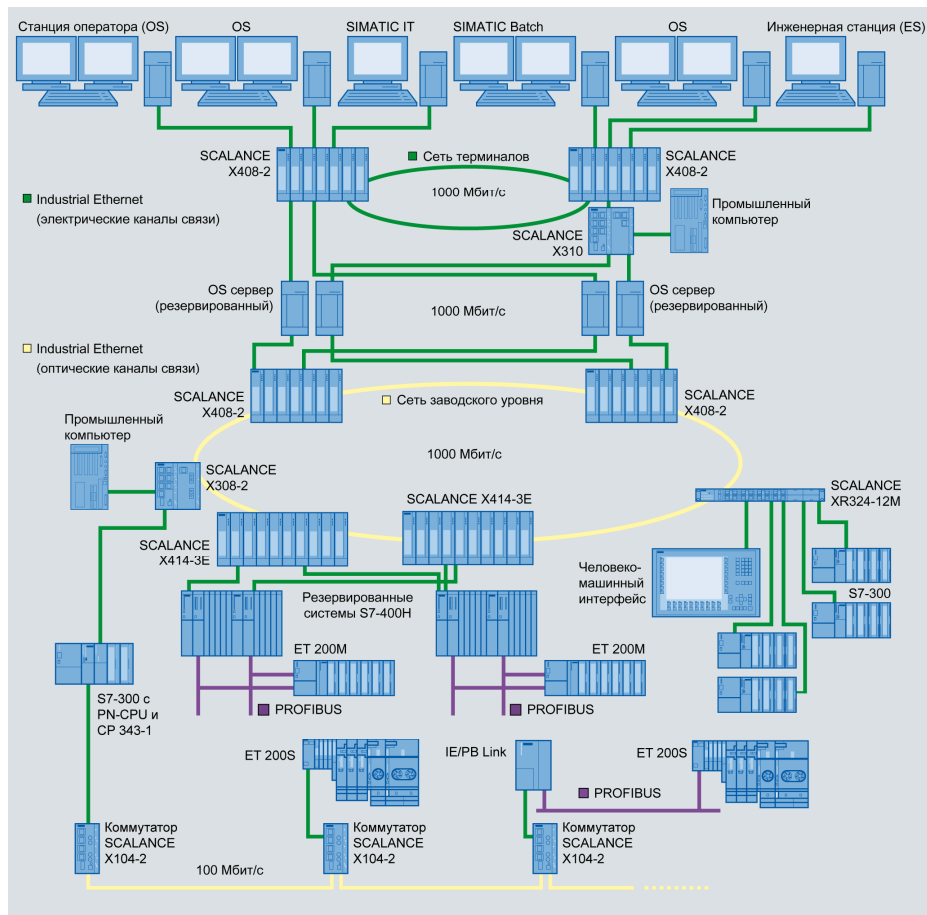 Станция оператора (OS)
OS
SIMATIC IT
SIMATIC Batch
OS
Инженерная станция (ES)
SCALANCE
X408-2
Сеть терминалов
SCALANCE
X408-2
1000 Мбит/с
Industrial Ethernet
(электрические каналы связи)
Промышленный
компьютер
SCALANCE
X310
OS сервер
(резервированный)
1000 Мбит/с
OS сервер
(резервированный)
Industrial Ethernet
(оптические каналы связи)
SCALANCE
X408-2
Сеть заводского уровня
SCALANCE
X408-2
Промышленный
компьютер
1000 Мбит/с
SCALANCE
X308-2
SCALANCE X414-3E
SCALANCE
XR324-12M
SCALANCE
X414-3E
Человеко-
машинный
интерфейс
Резервированные
системы S7-400H
S7-300
ET 200M
ET 200M
S7-300 с
PN-CPU и
CP 343-1
PROFIBUS
PROFIBUS
ET 200S
IE/PB Link
ET 200S
PROFIBUS
Коммутатор
SCALANCE
X104-2
Коммутатор
SCALANCE
X104-2
Коммутатор
SCALANCE
X104-2
100 Мбит/с